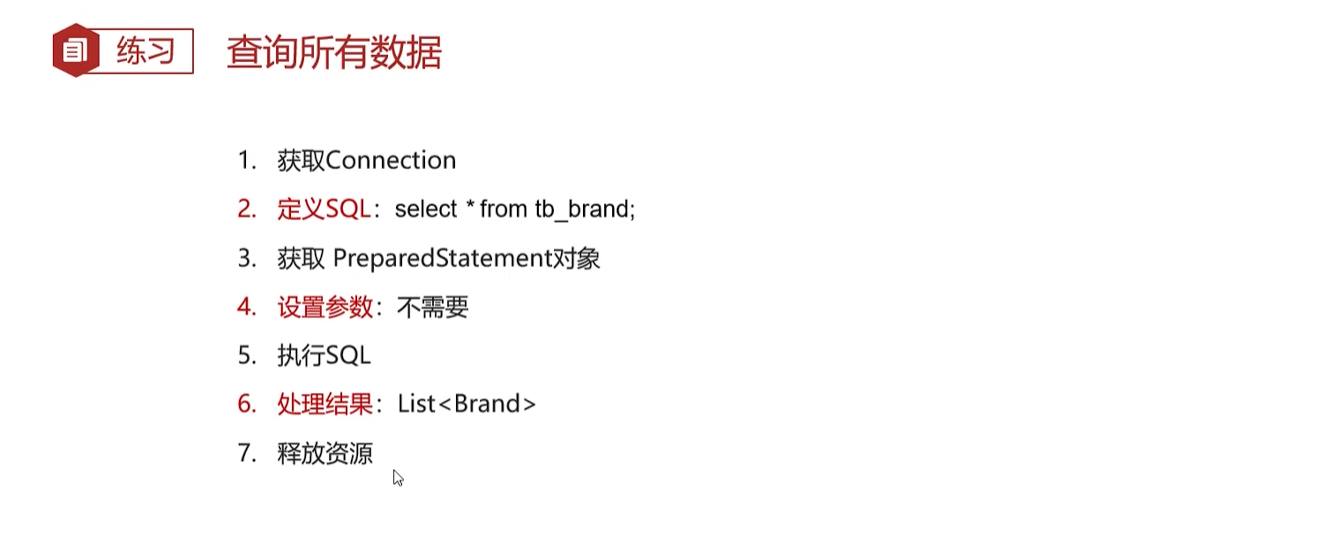 练习 查询所有数据
1. 获取Connection
2. 定义SQL：select * from tb_brand;
3. 获取 PreparedStatement对象
4. 设置参数：不需要
5. 执行SQL
6. 处理结果：List<Brand>
7. 释放资源